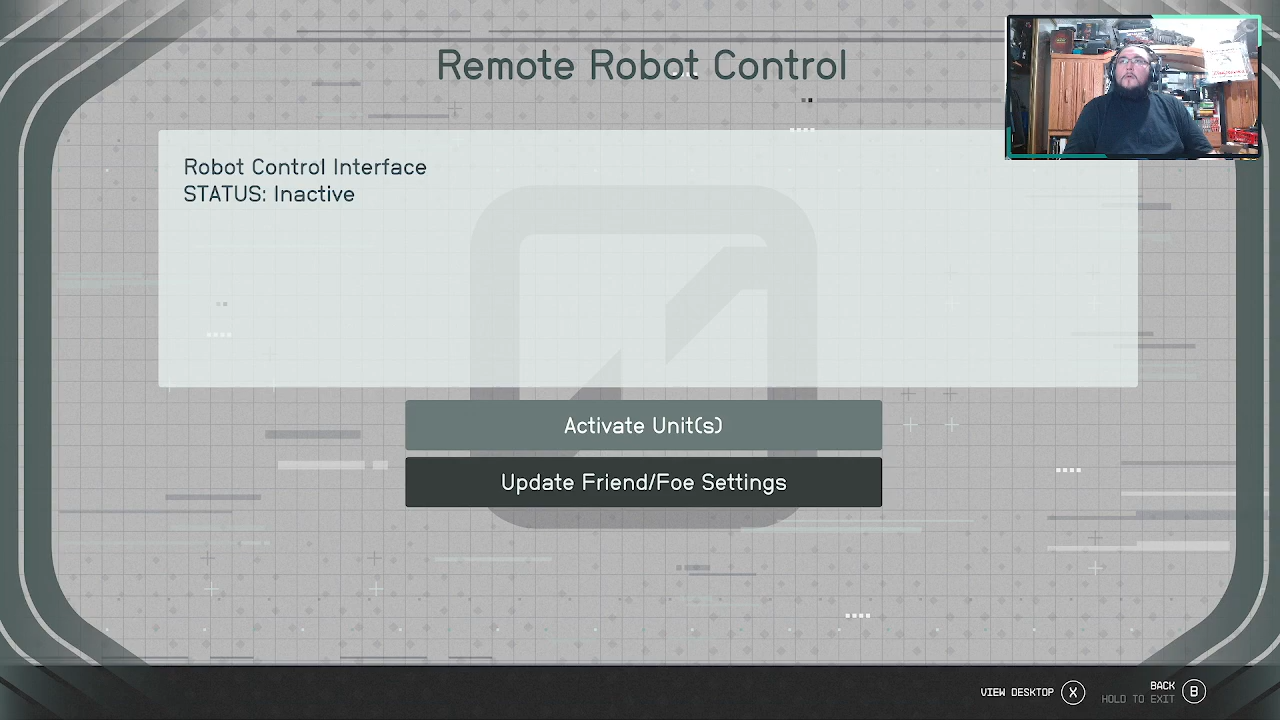 Remote Robot Control
Robot Control Interface
STATUS: Inactive
Activate Unit(s)
Update Friend/Foe Settings
VIEW DESKTOP X
BACK B
HOLD TO EXIT